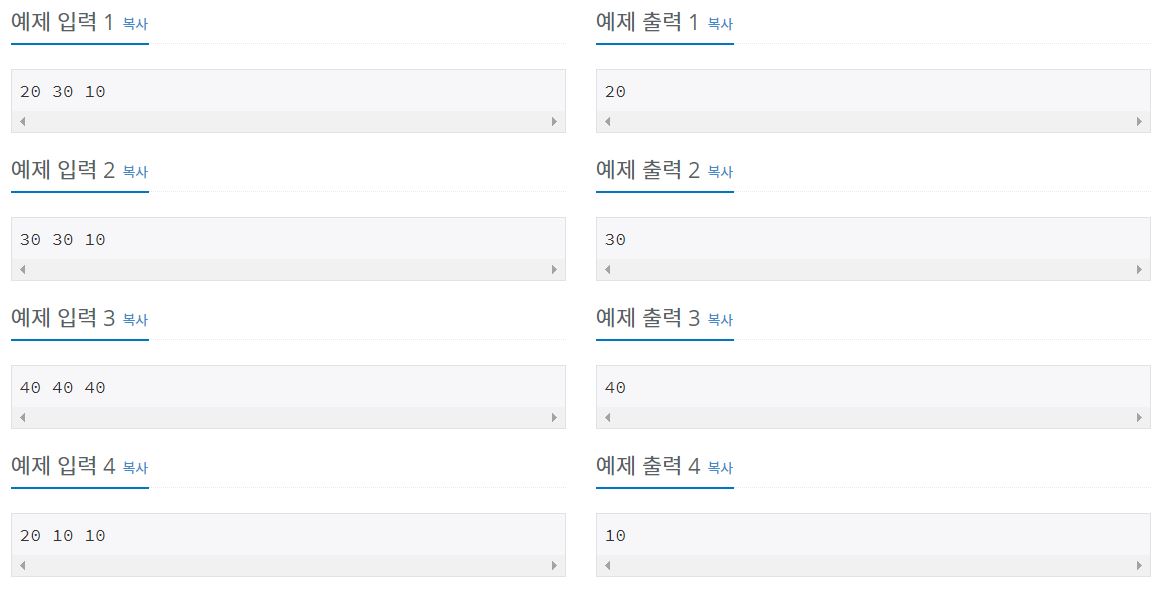 예제 입력 1 복사
예제 출력 1 복사
20 30 10
20
예제 입력 2 복사
예제 출력 2 복사
30 30 10
30
예제 입력 3 복사
예제 출력 3 복사
40 40 40
40
예제 입력 4 복사
예제 출력 4 복사
20 10 10
10